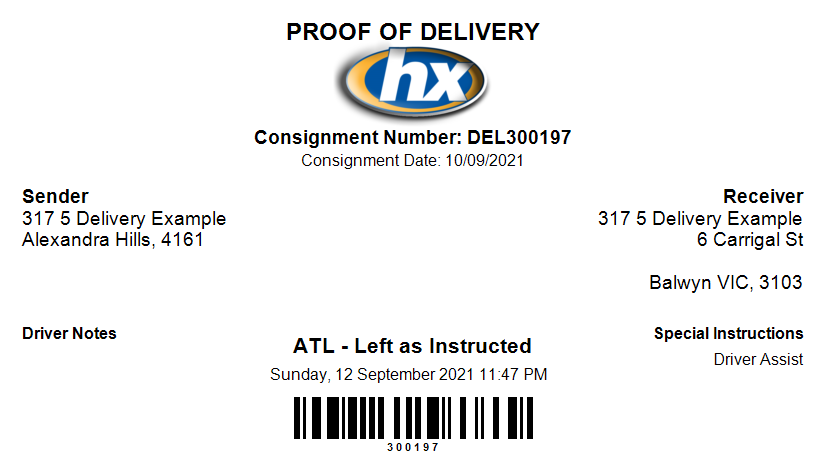 PROOF OF DELIVERY
hx
Consignment Number: DEL300197
Consignment Date: 10/09/2021
Sender
317 5 Delivery Example
Alexandra Hills, 4161
Receiver
317 5 Delivery Example
6 Carrigal St
Balwyn VIC, 3103
Driver Notes
ATL - Left as Instructed
Sunday, 12 September 2021 11:47 PM
300197
Special Instructions
Driver Assist